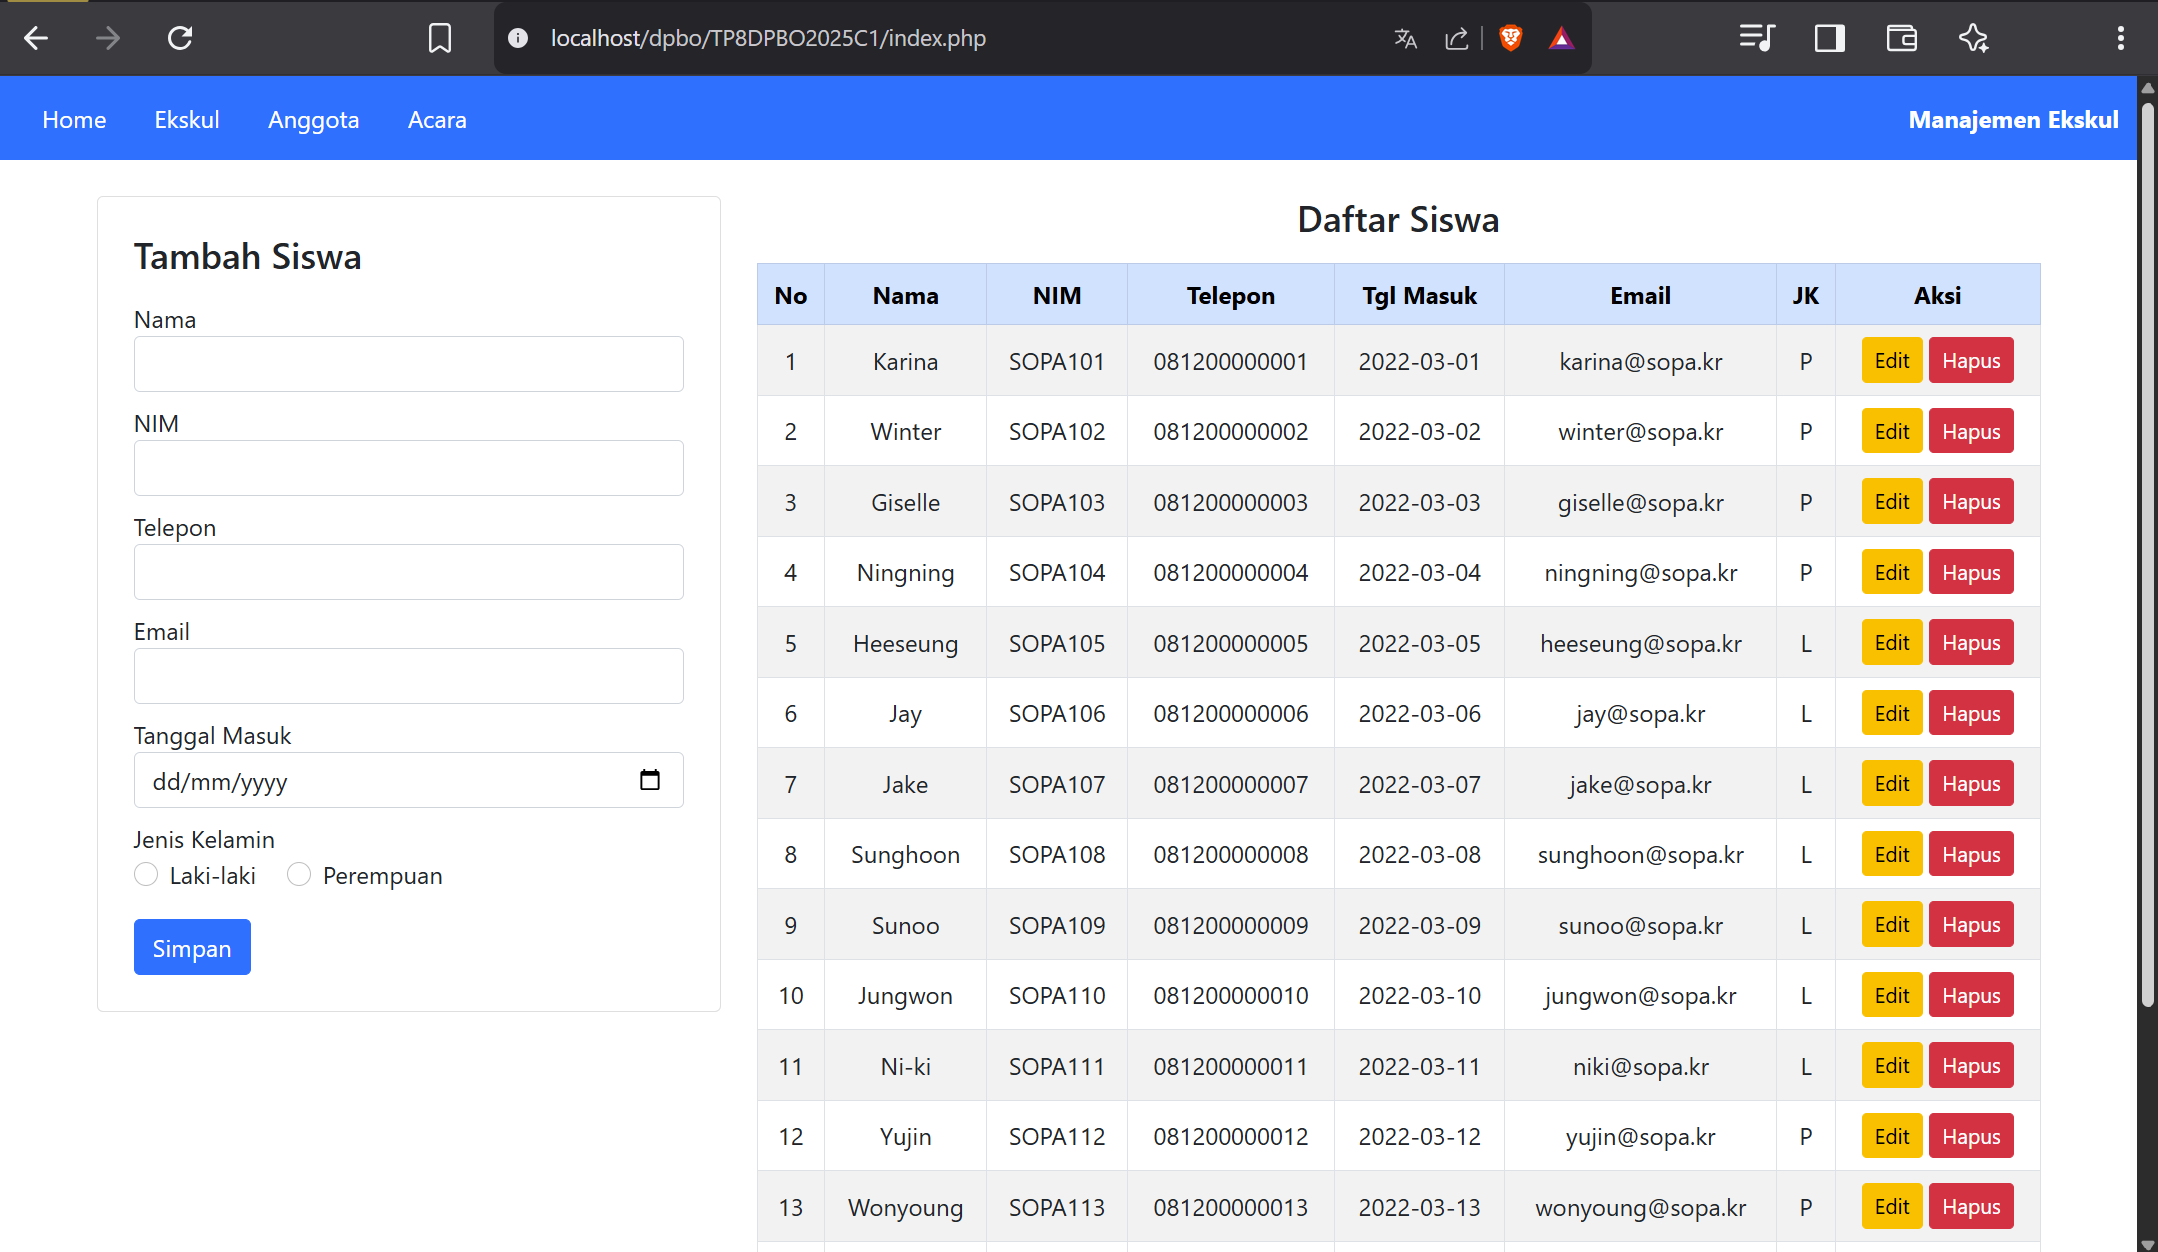 localhost/dpbo/TP8DPBO2025C1/index.php
Home Ekskul Anggota Acara Manajemen Ekskul
Tambah Siswa
Nama
NIM
Telepon
Email
Tanggal Masuk
dd/mm/yyyy
Jenis Kelamin
Laki-laki Perempuan
Simpan
Daftar Siswa
No Nama NIM Telepon Tgl Masuk Email JK Aksi
1 Karina SOPA101 081200000001 2022-03-01 karina@sopa.kr P Edit Hapus
2 Winter SOPA102 081200000002 2022-03-02 winter@sopa.kr P Edit Hapus
3 Giselle SOPA103 081200000003 2022-03-03 giselle@sopa.kr P Edit Hapus
4 Ningning SOPA104 081200000004 2022-03-04 ningning@sopa.kr P Edit Hapus
5 Heeseung SOPA105 081200000005 2022-03-05 heeseung@sopa.kr L Edit Hapus
6 Jay SOPA106 081200000006 2022-03-06 jay@sopa.kr L Edit Hapus
7 Jake SOPA107 081200000007 2022-03-07 jake@sopa.kr L Edit Hapus
8 Sunghoon SOPA108 081200000008 2022-03-08 sunghoon@sopa.kr L Edit Hapus
9 Sunoo SOPA109 081200000009 2022-03-09 sunoo@sopa.kr L Edit Hapus
10 Jungwon SOPA110 081200000010 2022-03-10 jungwon@sopa.kr L Edit Hapus
11 Ni-ki SOPA111 081200000011 2022-03-11 niki@sopa.kr L Edit Hapus
12 Yujin SOPA112 081200000012 2022-03-12 yujin@sopa.kr P Edit Hapus
13 Wonyoung SOPA113 081200000013 2022-03-13 wonyoung@sopa.kr P Edit Hapus